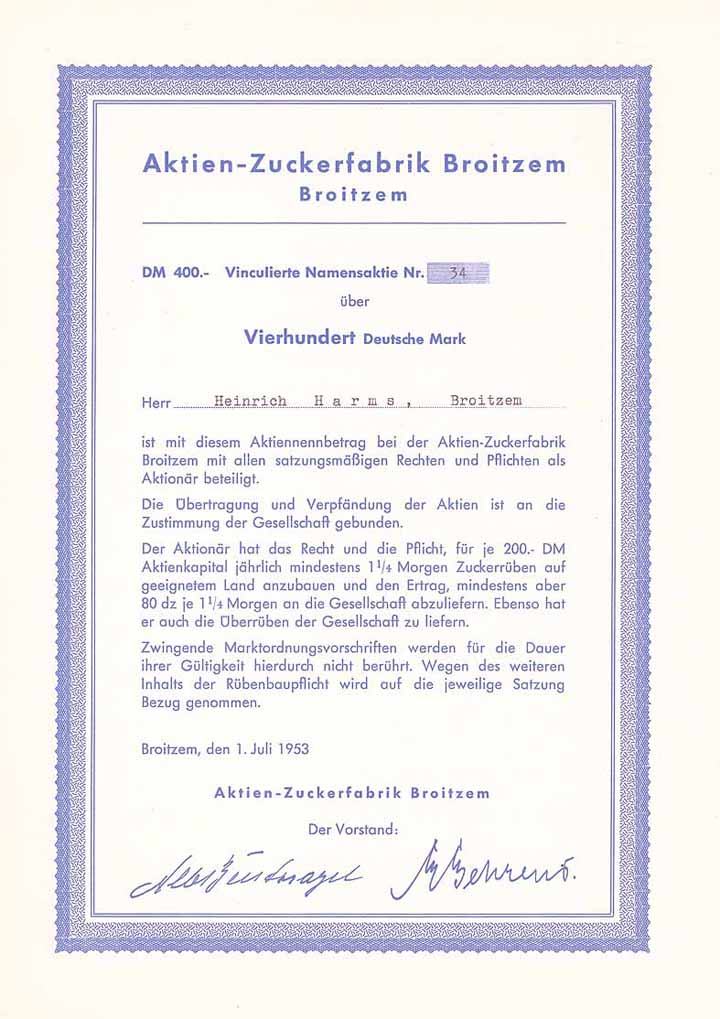 Aktien-Zuckerfabrik Broitzem
Broitzem
DM 400.- Vinculierte Namensaktie Nr. 34
über
Vierhundert Deutsche Mark
Herr Heinrich Harms, Broitzem
ist mit diesem Aktiennennbetrag bei der Aktien-Zuckerfabrik
Broitzem mit allen satzungsmäßigen Rechten und Pflichten als
Aktionär beteiligt.
Die Übertragung und Verpfändung der Aktien ist an die
Zustimmung der Gesellschaft gebunden.
Der Aktionär hat das Recht und die Pflicht, für je 200.- DM
Aktienkapital jährlich mindestens 1 1/4 Morgen Zuckerrüben auf
geeignetem Land anzubauen und den Ertrag, mindestens aber
80 dz je 1 1/4 Morgen an die Gesellschaft abzuliefern. Ebenso hat
er auch die Überrüben der Gesellschaft zu liefern.
Zwingende Marktordnungsvorschriften werden für die Dauer
ihrer Gültigkeit hierdurch nicht berührt. Wegen des weiteren
Inhalts der Rübenbaupflicht wird auf die jeweilige Satzung
Bezug genommen.
Broitzem, den 1. Juli 1953
Aktien-Zuckerfabrik Broitzem
Der Vorstand:
Behrens.